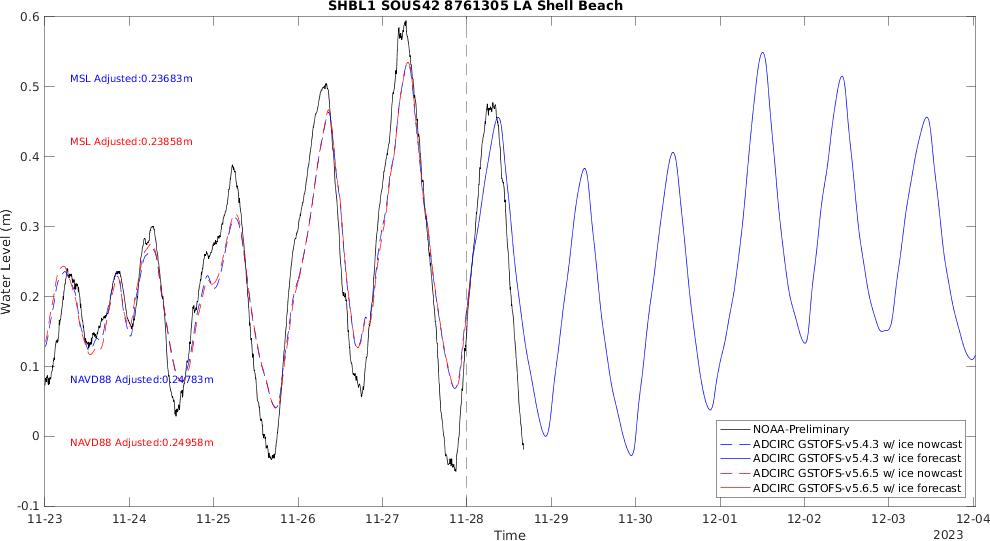 SHBL1 SOUS42 8761305 LA Shell Beach
0.6
0.5
0.4
0.3
0.2
0.1
0
-0.1
Water Level (m)
MSL Adjusted:0.23683m
MSL Adjusted:0.23858m
NAVD88 Adjusted:0.24783m
NAVD88 Adjusted:0.24958m
NOAA-Preliminary
ADCIRC GSTOFS-v5.4.3 w/ ice nowcast
ADCIRC GSTOFS-v5.4.3 w/ ice forecast
ADCIRC GSTOFS-v5.6.5 w/ ice nowcast
ADCIRC GSTOFS-v5.6.5 w/ ice forecast
11-23 11-24 11-25 11-26 11-27 11-28 11-29 11-30 12-01 12-02 12-03 12-04
Time
2023